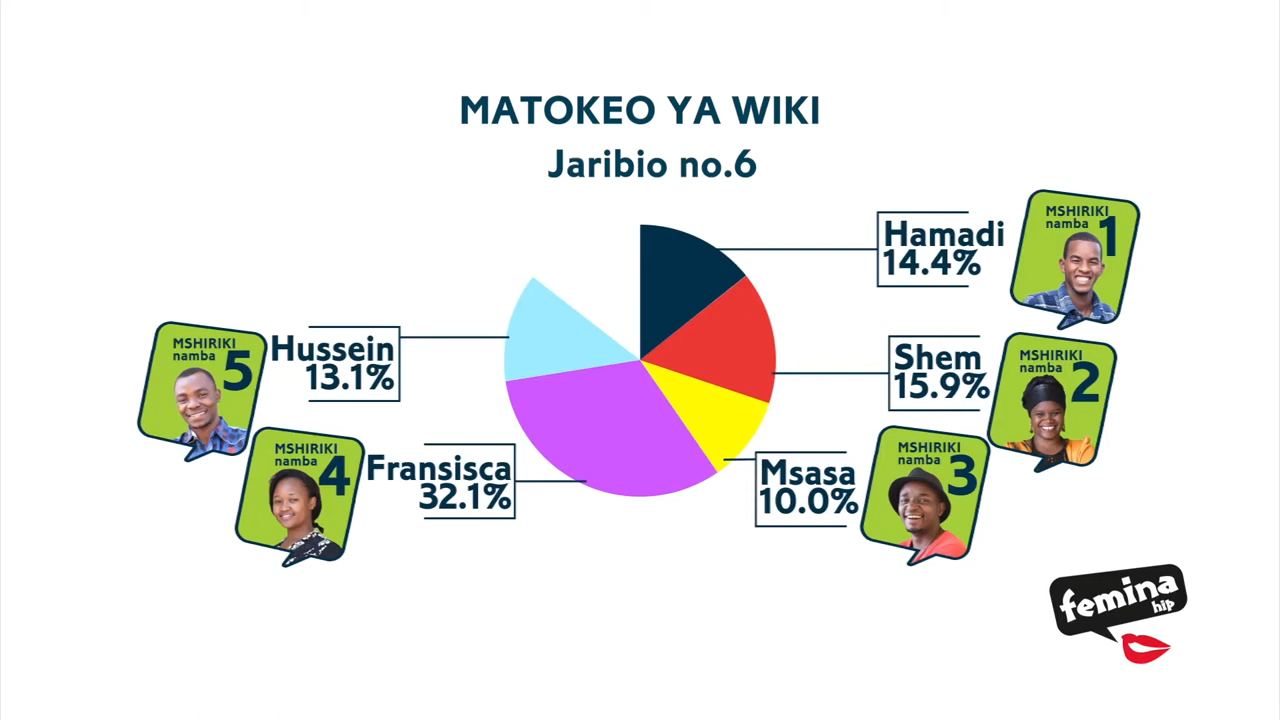 MATOKEO YA WIKI
Jaribio no.6
Hamadi
14.4%
MSHIRIKI
namba 1
Shem
15.9%
MSHIRIKI
namba 2
Msasa
10.0%
MSHIRIKI
namba 3
Fransisca
32.1%
MSHIRIKI
namba 4
Hussein
13.1%
MSHIRIKI
namba 5
femina
hip